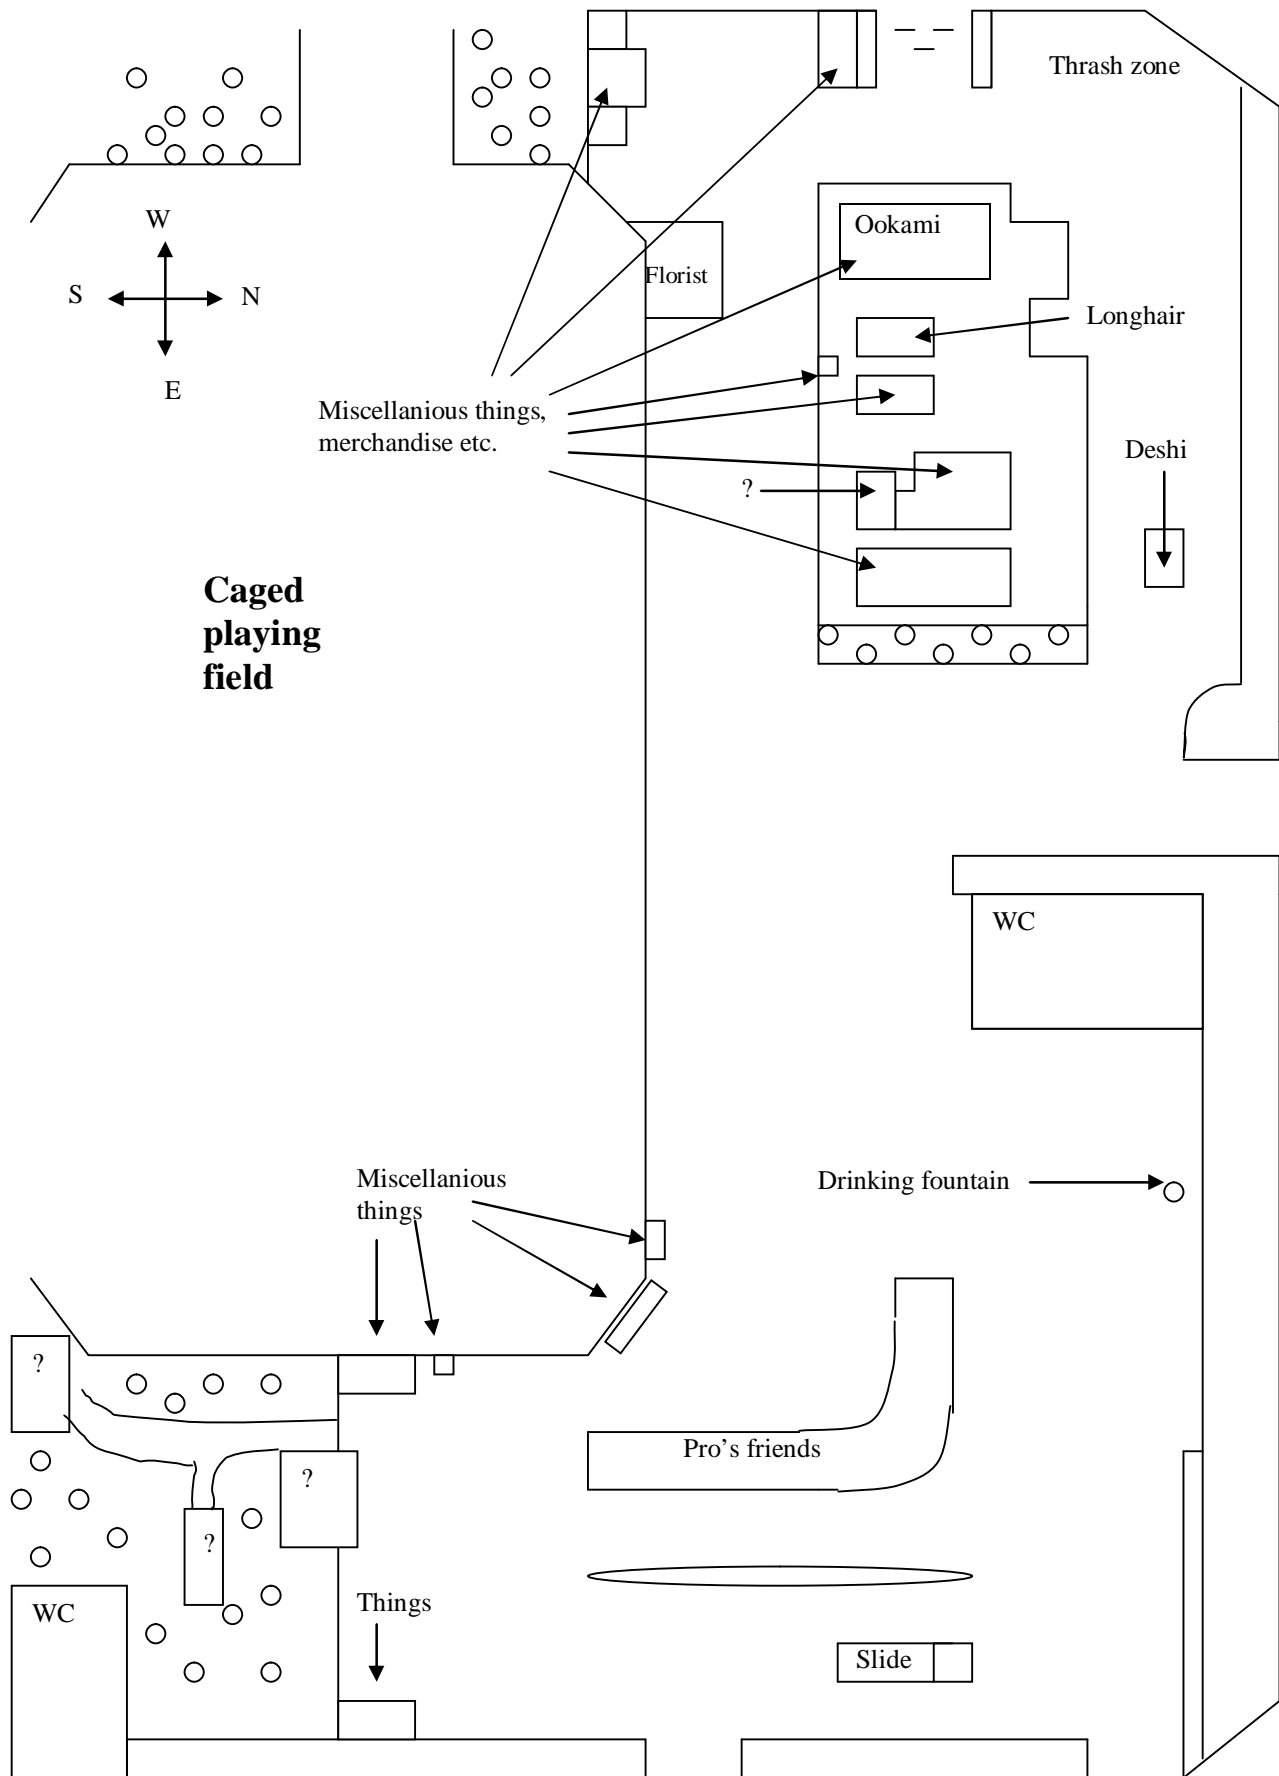 Thrash zone
W
S
N
E
Ookami
Florist
Longhair
Miscellanious things,
merchandise etc.
Deshi
?
Caged
playing
field
WC
Miscellanious
things
Drinking fountain
?
Pro’s friends
?
?
Things
WC
Slide